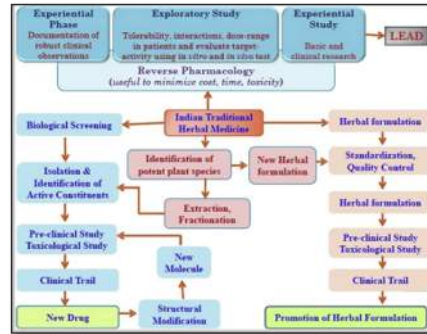 Experiential
Phase
Documentation of
robust clinical
observations
Exploratory Study
Tolerability, interactions, dose-range
in patients and evaluate target-
activity using in vitro and in vivo test
Experiential
Study
Basic and
clinical research
LEAD
Reverse Pharmacology
(useful to minimize cost, time, toxicity)
Biological Screening
Indian Traditional
Herbal Medicine
Herbal formulation
Isolation &
Identification of
Active Constituents
Identification of
potent plant species
New Herbal
formulation
Standardization,
Quality Control
Extraction,
Fractionation
Herbal formulation
Pre-clinical Study
Toxicological Study
New
Molecule
Pre-clinical Study
Toxicological Study
Clinical Trail
Structural
Modification
Clinical Trail
New Drug
Promotion of Herbal Formulation